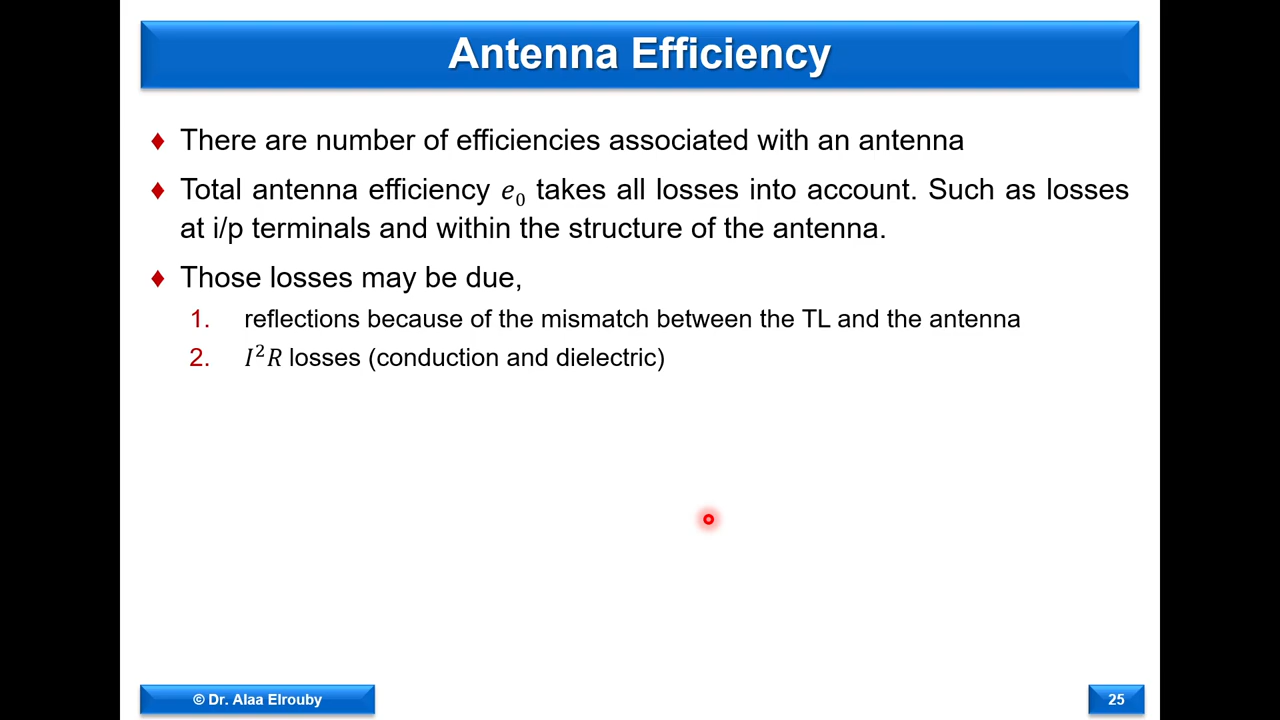 Antenna Efficiency
♦ There are number of efficiencies associated with an antenna
♦ Total antenna efficiency e₀ takes all losses into account. Such as losses
at i/p terminals and within the structure of the antenna.
♦ Those losses may be due,
1. reflections because of the mismatch between the TL and the antenna
2. I²R losses (conduction and dielectric)
© Dr. Alaa Elrouby
25